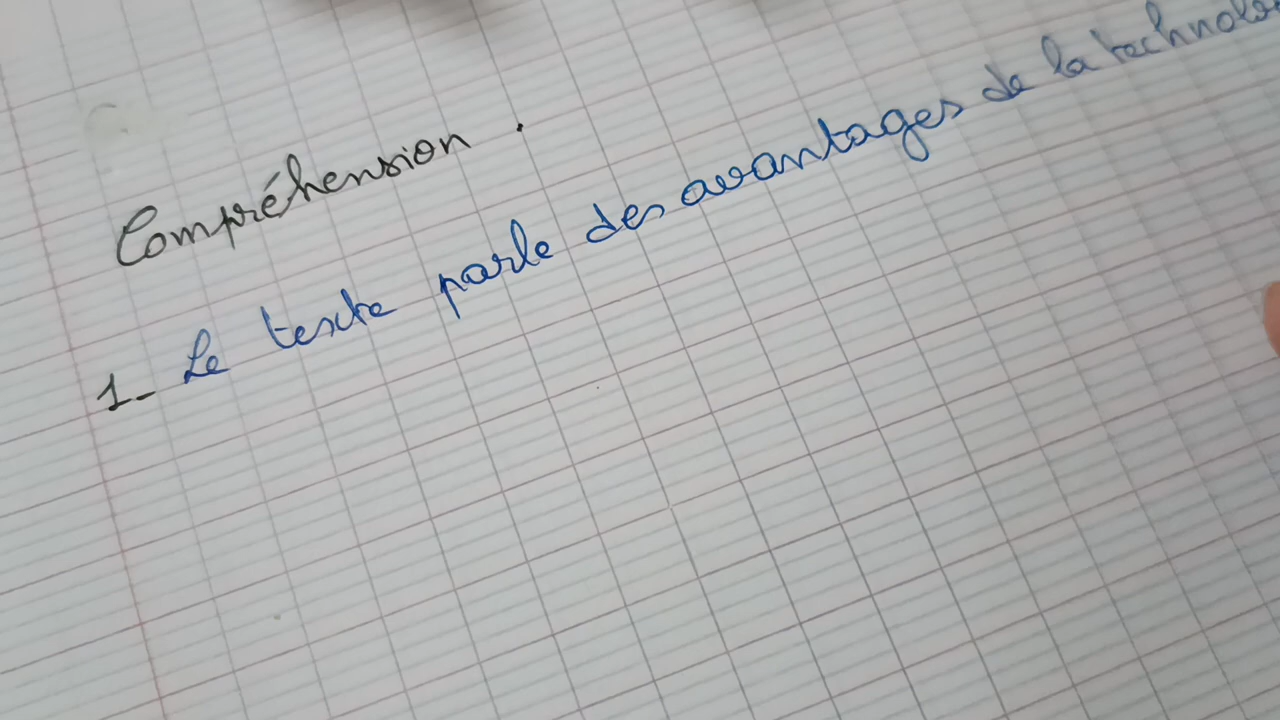 Compréhension.
1- Le texte parle des avantages de la